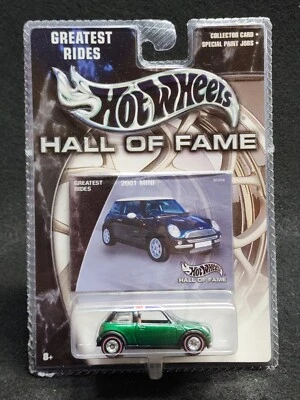 GREATEST
RIDES
COLLECTOR CARD •
SPECIAL PAINT JOBS •
Hot Wheels
HALL OF FAME
GREATEST
RIDES
2001 MINI
Hot Wheels
HALL OF FAME
8+